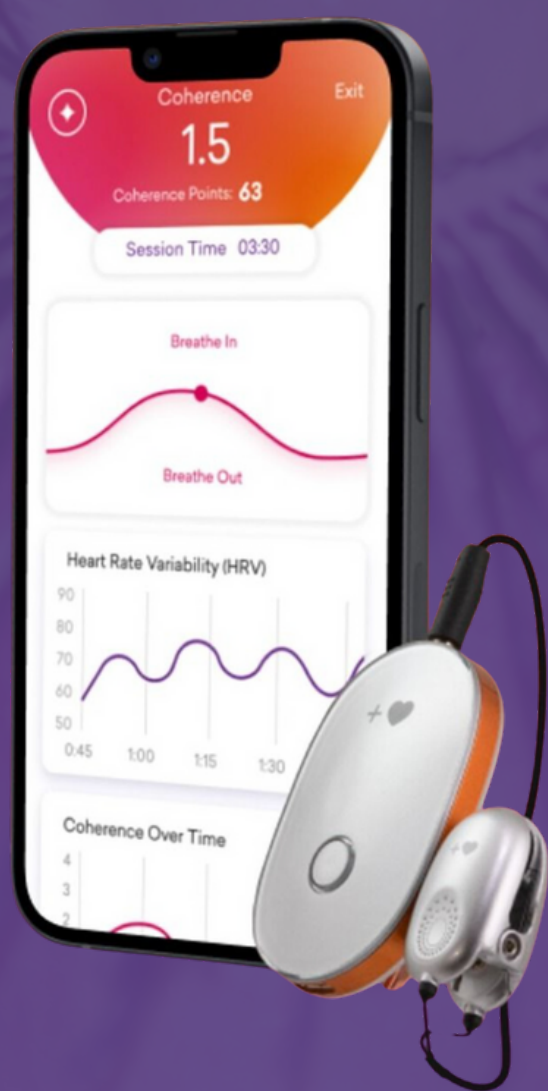 Coherence
Exit
1.5
Coherence Points: 63
Session Time 03:30
Breathe In
Breathe Out
Heart Rate Variability (HRV)
90
80
70
60
50
0:45 1:00 1:15 1:30
Coherence Over Time
4
3
2